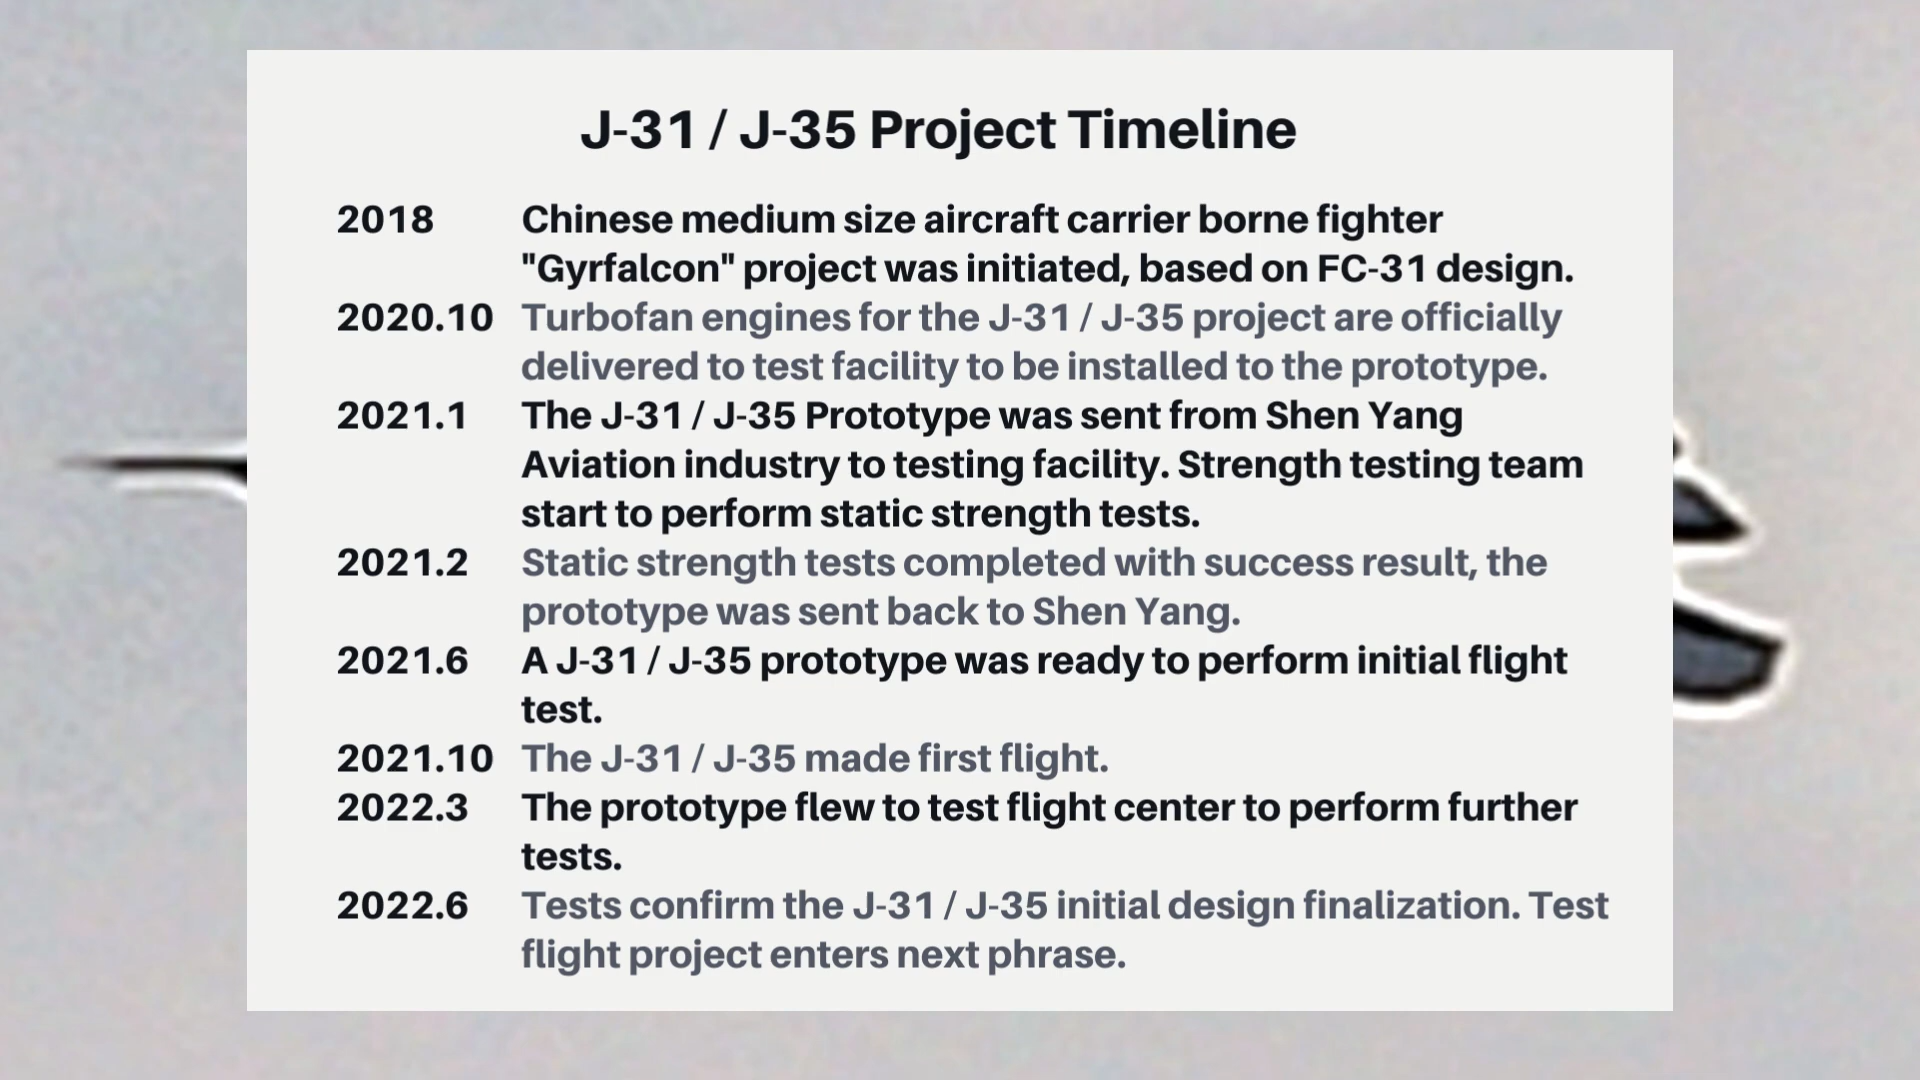 J-31 / J-35 Project Timeline
2018 Chinese medium size aircraft carrier borne fighter
"Gyrfalcon" project was initiated, based on FC-31 design.
2020.10 Turbofan engines for the J-31 / J-35 project are officially
delivered to test facility to be installed to the prototype.
2021.1 The J-31 / J-35 Prototype was sent from Shen Yang
Aviation industry to testing facility. Strength testing team
start to perform static strength tests.
2021.2 Static strength tests completed with success result, the
prototype was sent back to Shen Yang.
2021.6 A J-31 / J-35 prototype was ready to perform initial flight
test.
2021.10 The J-31 / J-35 made first flight.
2022.3 The prototype flew to test flight center to perform further
tests.
2022.6 Tests confirm the J-31 / J-35 initial design finalization. Test
flight project enters next phrase.